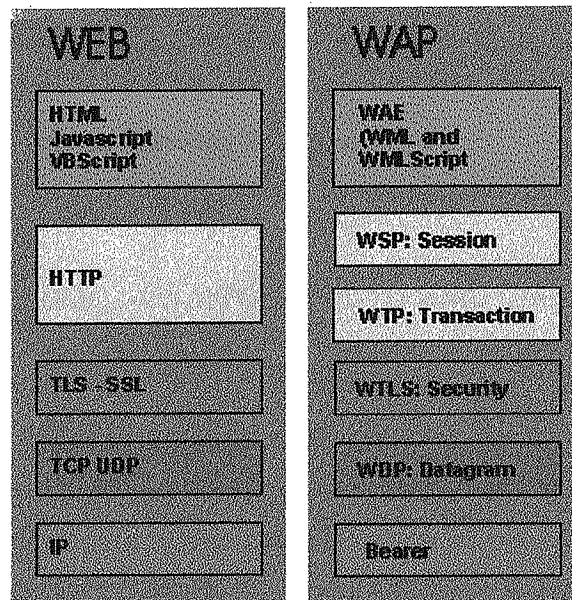 WEB
HTML
Javascript
VBScript
HTTP
TLS - SSL
TCP UDP
IP
WAP
WAE
(WML and
WMLScript
WSP: Session
WTP: Transaction
WTLS: Security
WDP: Datagram
Bearer